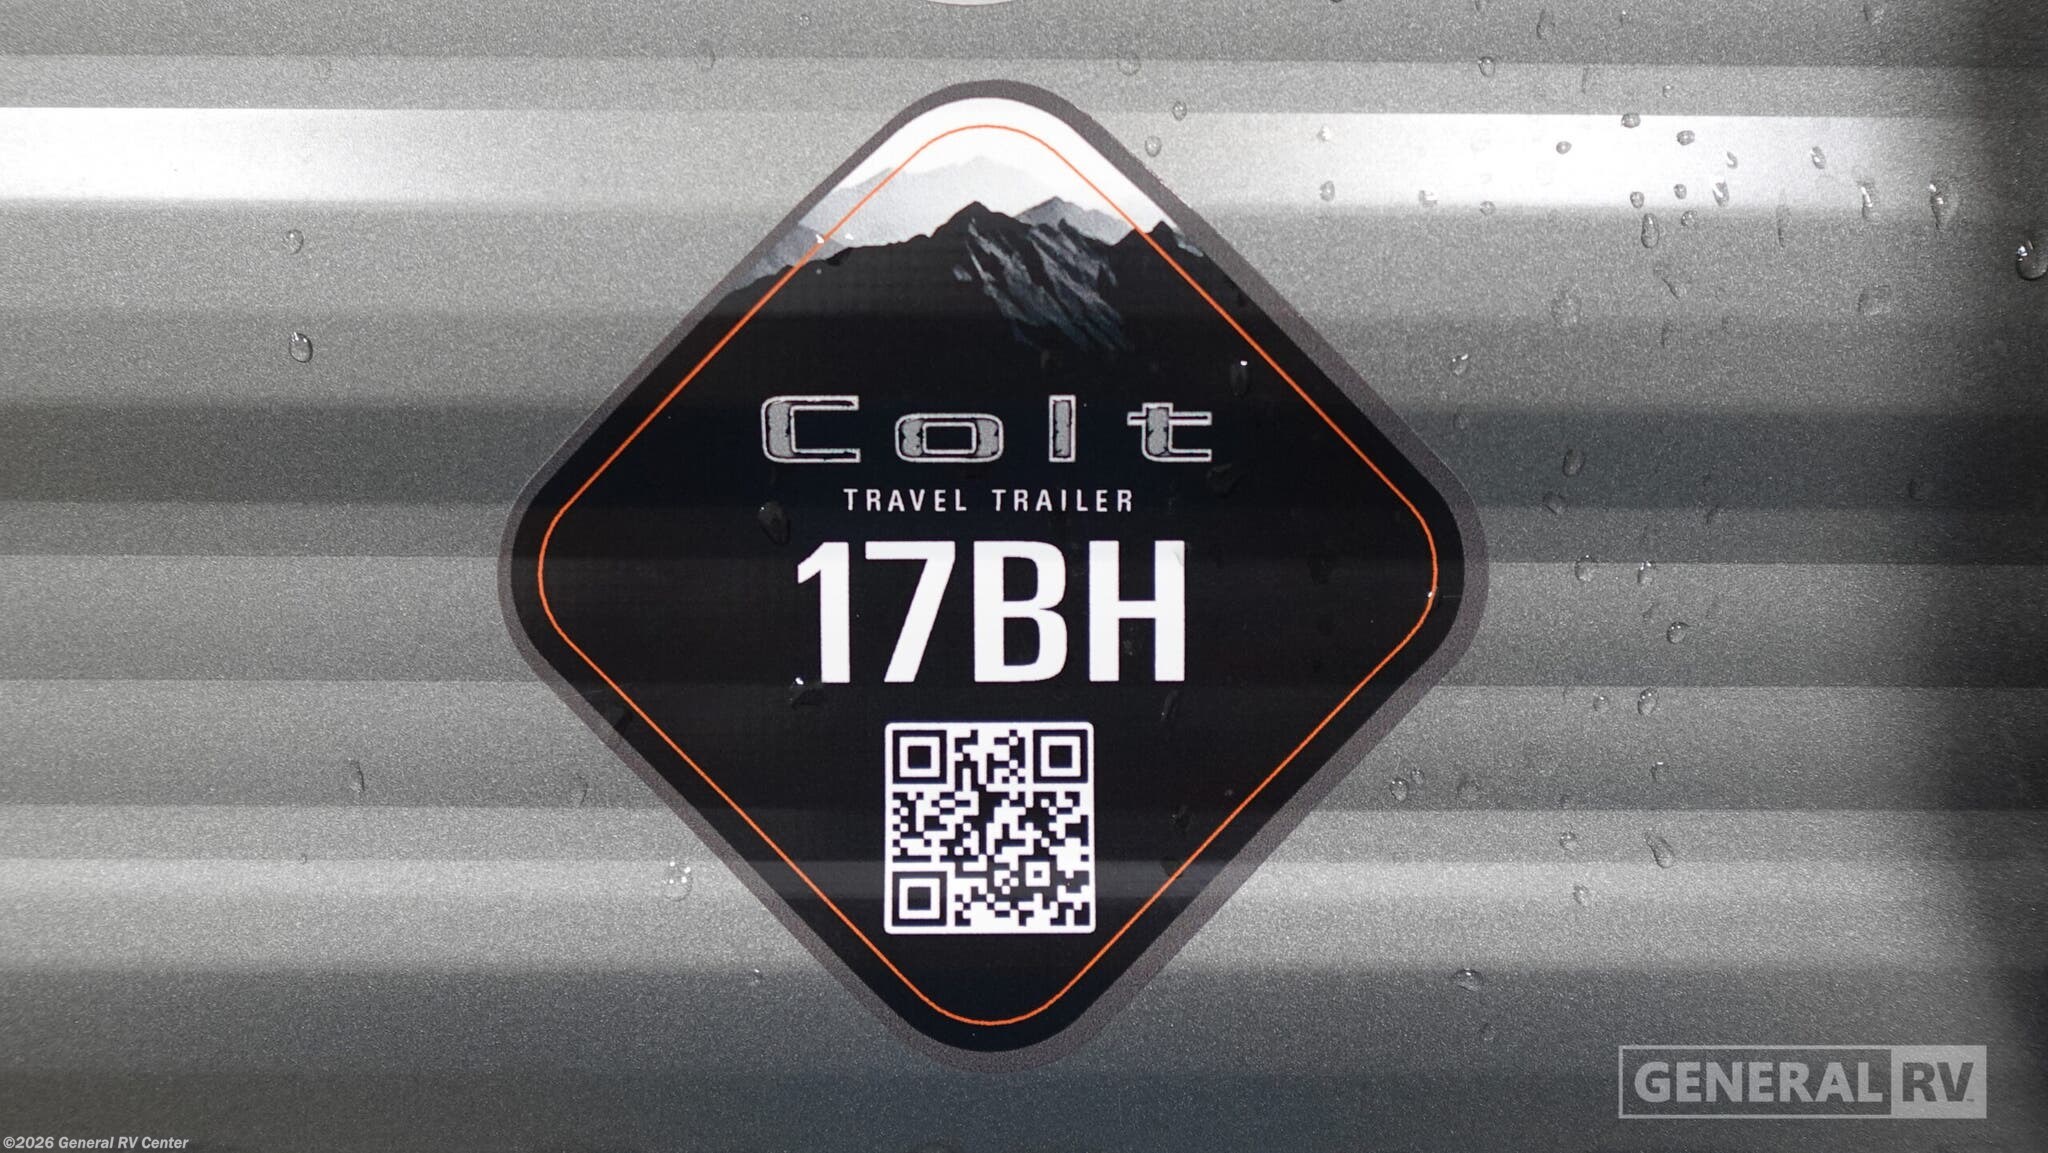 Colt
TRAVEL TRAILER
17BH
GENERAL RV
©2026 General RV Center